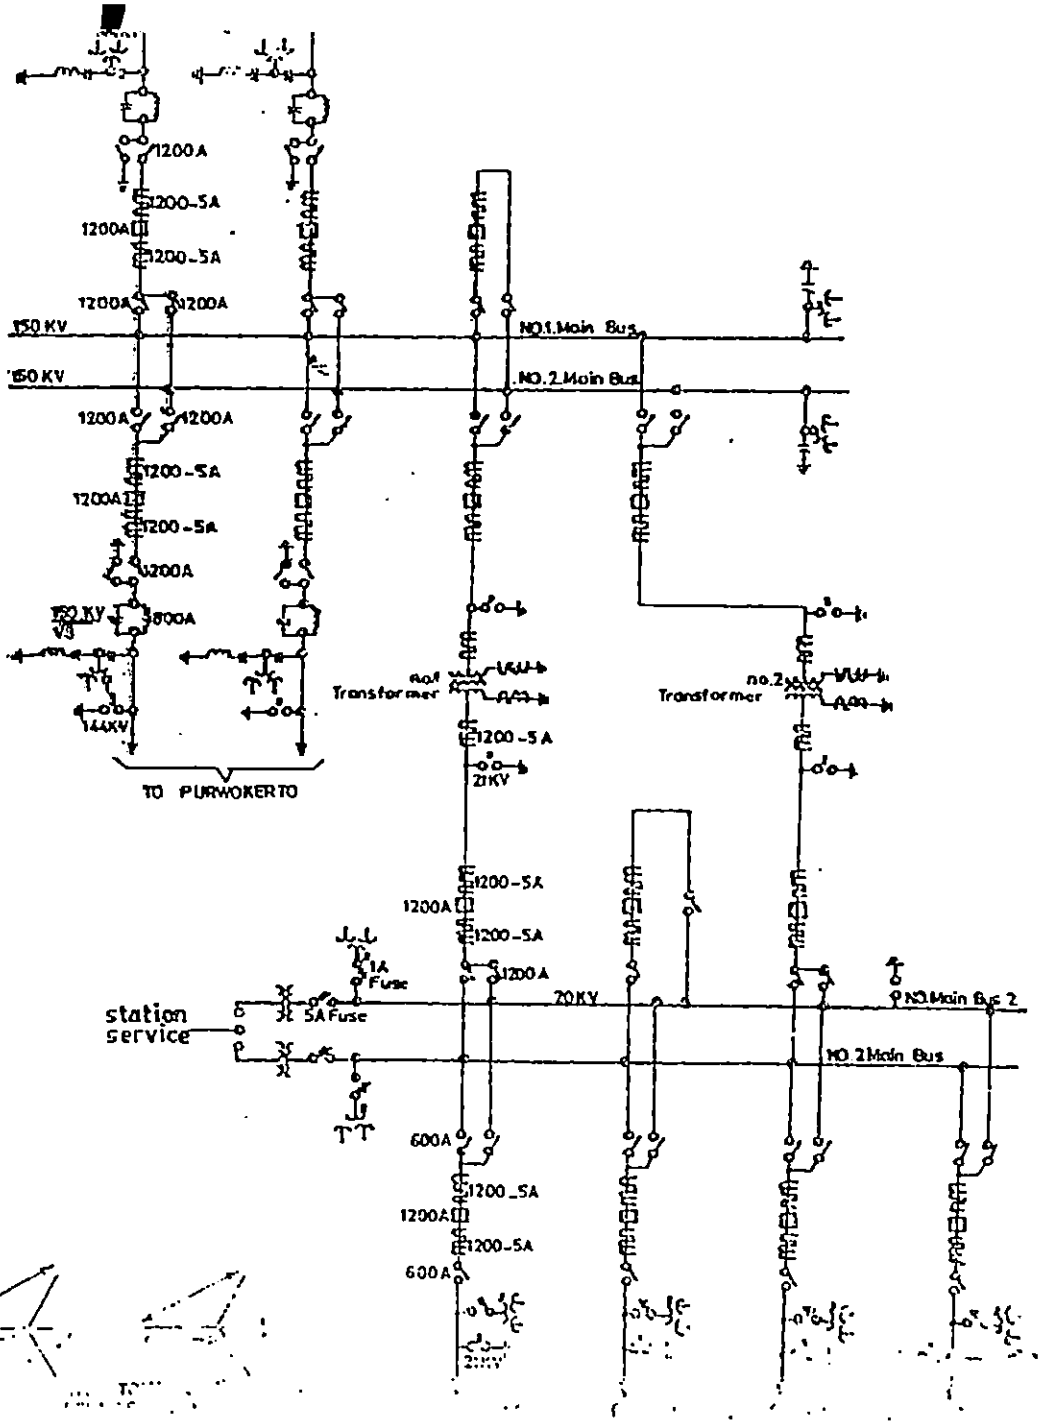 1200A
1200-5A
1200A
1200-5A
1200A
1200A
150 KV
NO.1.Main Bus
150 KV
NO.2.Main Bus
1200A
1200A
1200-5A
1200A
1200-5A
1200A
150 KV
√3
800A
144KV
TO PURWOKERTO
no.1
Transformer
no.2
Transformer
1200-5A
21KV
1200-5A
1200A
1200-5A
1200A
1A
Fuse
20KV
NO.Main Bus 2
5A Fuse
station
service
NO.2Main Bus
600A
1200-5A
1200A
1200-5A
600A
21KV